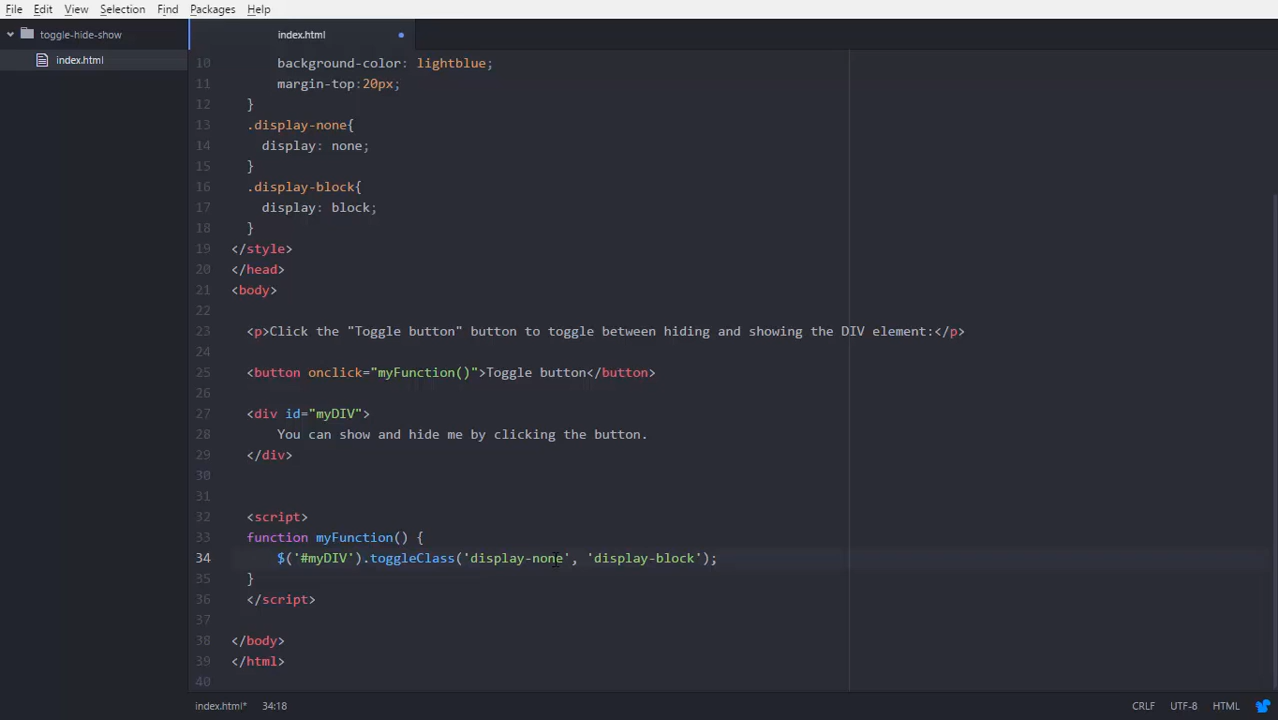 File Edit View Selection Find Packages Help
toggle-hide-show
index.html
index.html
10 background-color: lightblue;
11 margin-top:20px;
12 }
13 .display-none{
14 display: none;
15 }
16 .display-block{
17 display: block;
18 }
19 </style>
20 </head>
21 <body>
22
23 <p>Click the "Toggle button" button to toggle between hiding and showing the DIV element:</p>
24
25 <button onclick="myFunction()">Toggle button</button>
26
27 <div id="myDIV">
28 You can show and hide me by clicking the button.
29 </div>
30
31
32 <script>
33 function myFunction() {
34 $('#myDIV').toggleClass('display-none', 'display-block');
35 }
36 </script>
37
38 </body>
39 </html>
40
index.html* 34:18 CRLF UTF-8 HTML